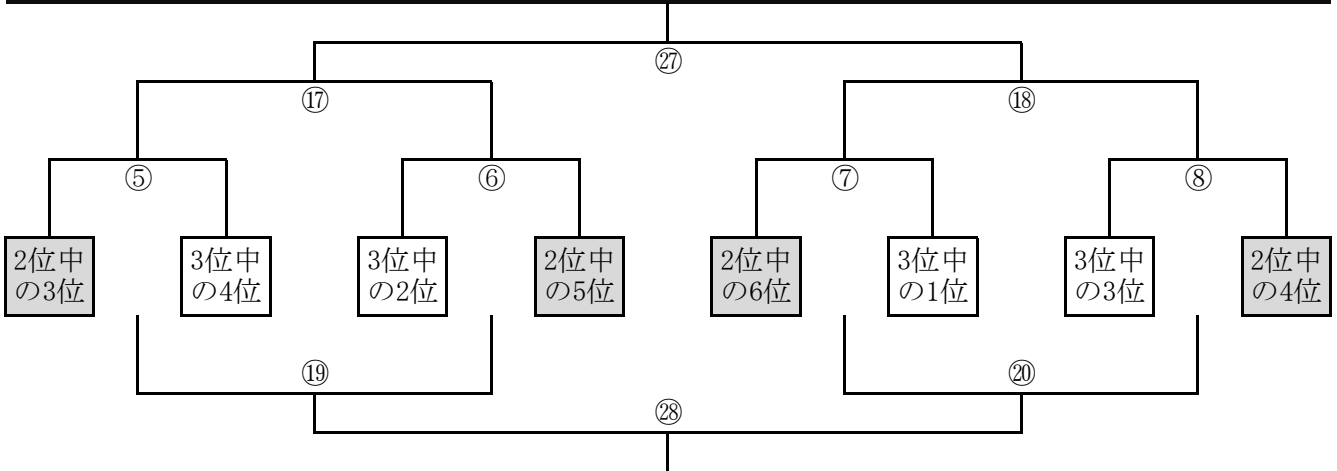 ㉗
⑰
⑱
⑤
⑥
⑦
⑧
2位中
の3位
3位中
の4位
3位中
の2位
2位中
の5位
2位中
の6位
3位中
の1位
3位中
の3位
2位中
の4位
⑲
⑳
㉘